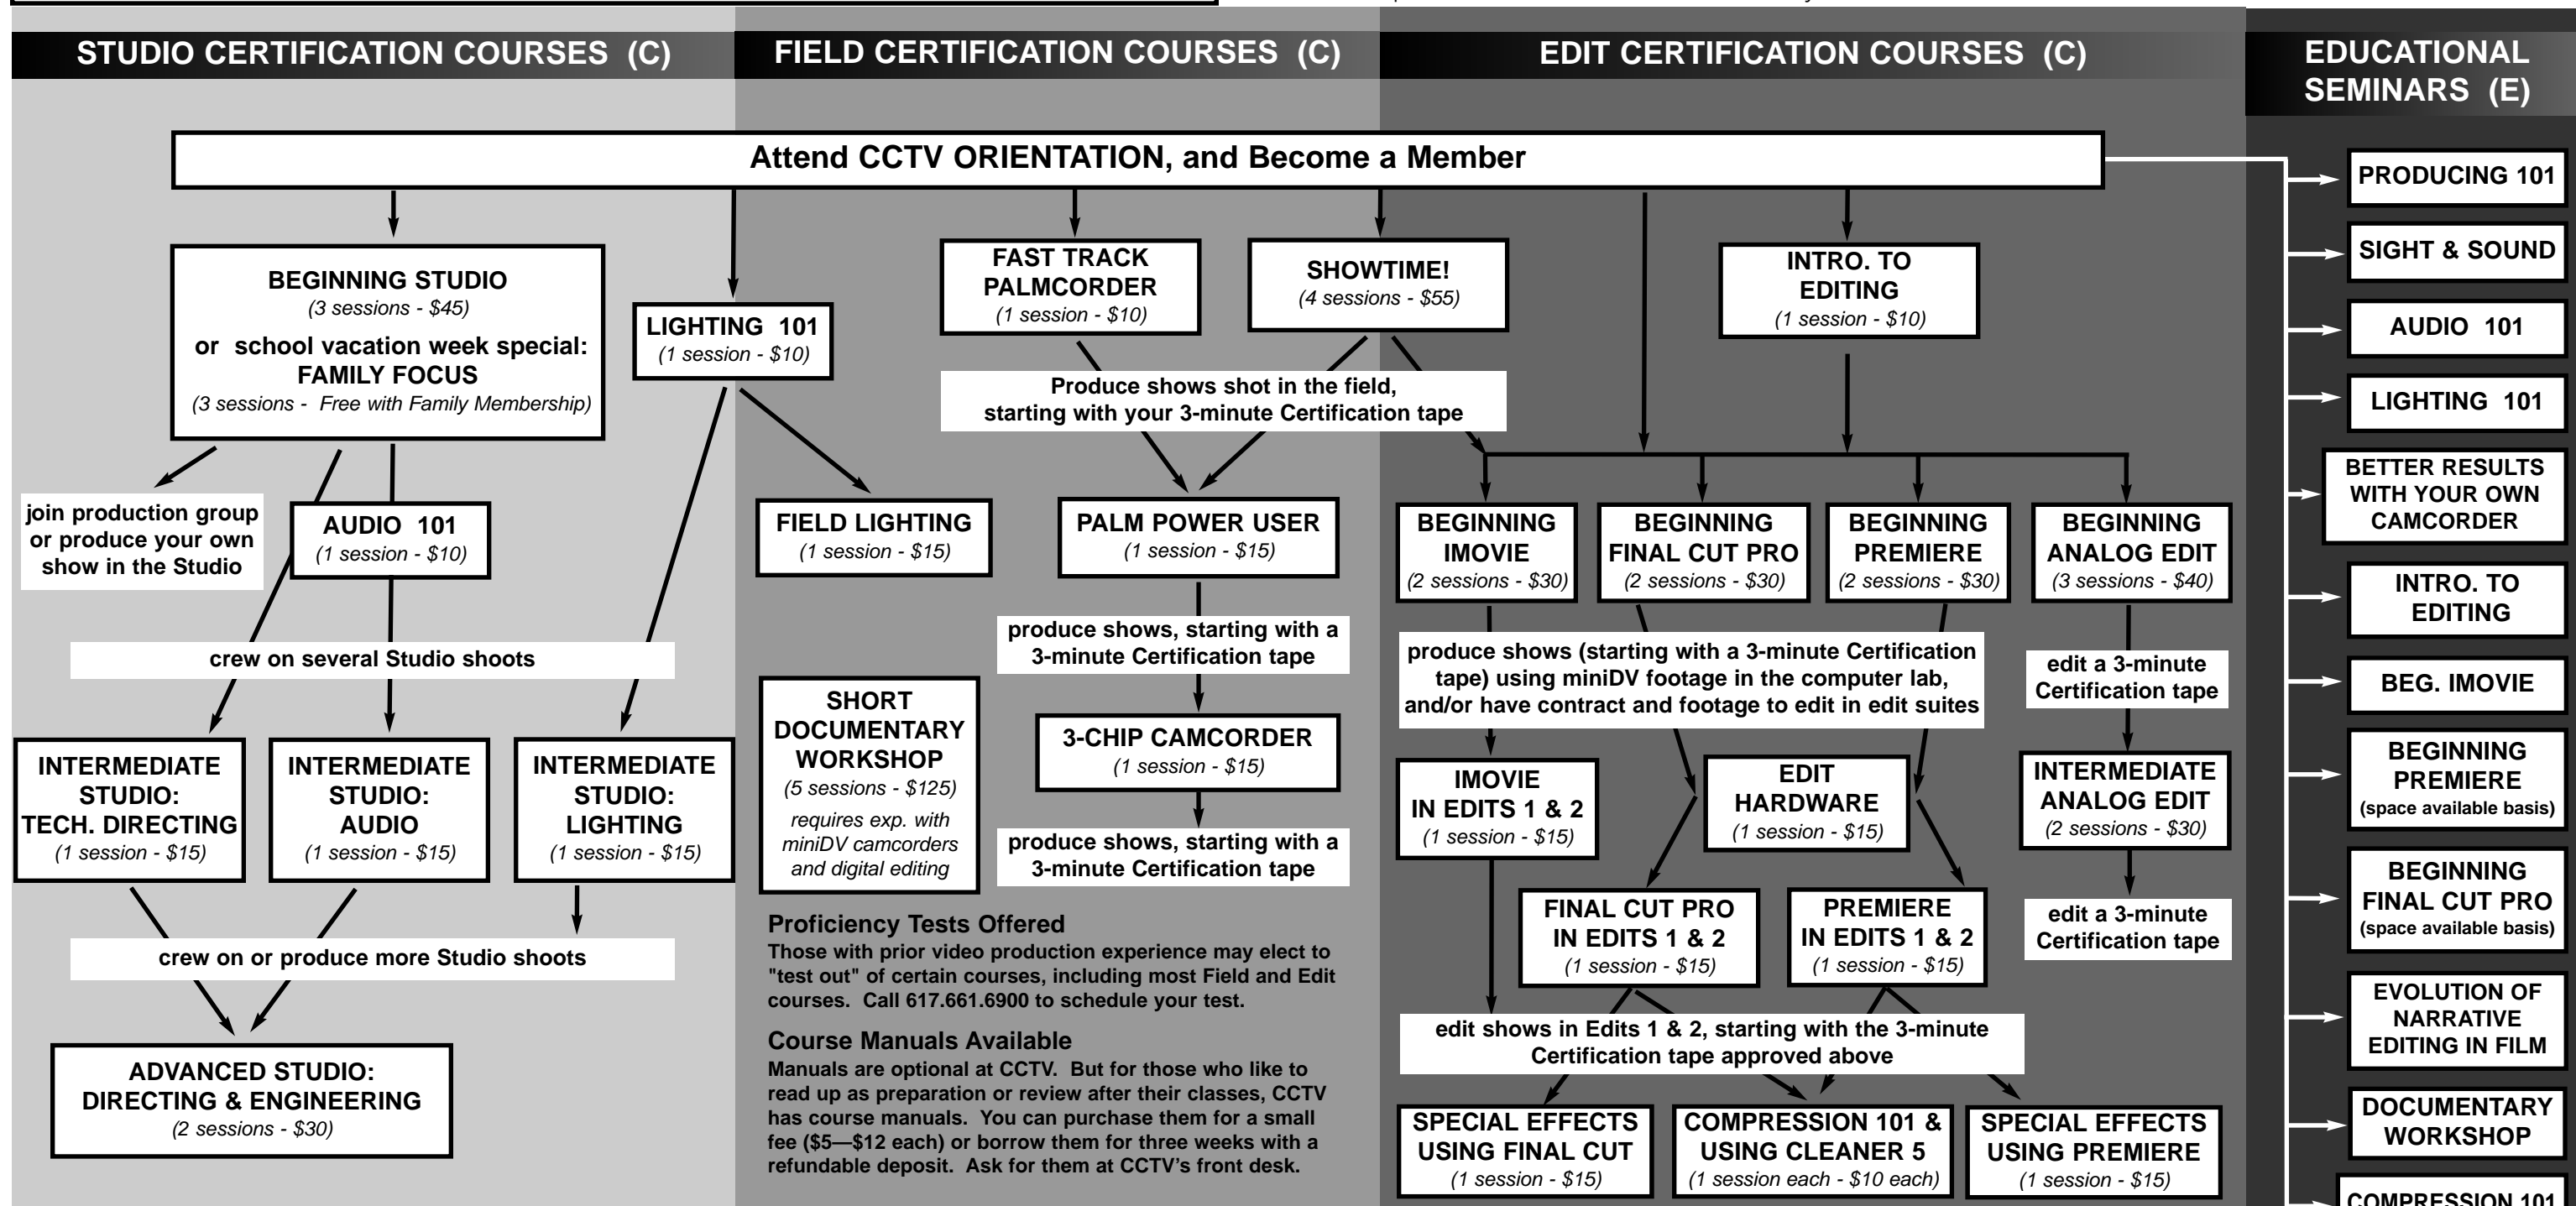 STUDIO CERTIFICATION COURSES (C)
FIELD CERTIFICATION COURSES (C)
EDIT CERTIFICATION COURSES (C)
EDUCATIONAL
SEMINARS (E)
Attend CCTV ORIENTATION, and Become a Member
BEGINNING STUDIO
(3 sessions - $45)
or school vacation week special:
FAMILY FOCUS
(3 sessions - Free with Family Membership)
LIGHTING 101
(1 session - $10)
join production group
or produce your own
show in the Studio
AUDIO 101
(1 session - $10)
crew on several Studio shoots
INTERMEDIATE
STUDIO:
TECH. DIRECTING
(1 session - $15)
INTERMEDIATE
STUDIO:
AUDIO
(1 session - $15)
INTERMEDIATE
STUDIO:
LIGHTING
(1 session - $15)
crew on or produce more Studio shoots
ADVANCED STUDIO:
DIRECTING & ENGINEERING
(2 sessions - $30)
FAST TRACK
PALMCORDER
(1 session - $10)
SHOWTIME!
(4 sessions - $55)
Produce shows shot in the field,
starting with your 3-minute Certification tape
FIELD LIGHTING
(1 session - $15)
PALM POWER USER
(1 session - $15)
produce shows, starting with a
3-minute Certification tape
SHORT
DOCUMENTARY
WORKSHOP
(5 sessions - $125)
requires exp. with
miniDV camcorders
and digital editing
3-CHIP CAMCORDER
(1 session - $15)
produce shows, starting with a
3-minute Certification tape
Proficiency Tests Offered
Those with prior video production experience may elect to
"test out" of certain courses, including most Field and Edit
courses. Call 617.661.6900 to schedule your test.
Course Manuals Available
Manuals are optional at CCTV. But for those who like to
read up as preparation or review after their classes, CCTV
has course manuals. You can purchase them for a small
fee ($5—$12 each) or borrow them for three weeks with a
refundable deposit. Ask for them at CCTV’s front desk.
INTRO. TO
EDITING
(1 session - $10)
BEGINNING
IMOVIE
(2 sessions - $30)
BEGINNING
FINAL CUT PRO
(2 sessions - $30)
BEGINNING
PREMIERE
(2 sessions - $30)
BEGINNING
ANALOG EDIT
(3 sessions - $40)
produce shows (starting with a 3-minute Certification
tape) using miniDV footage in the computer lab,
and/or have contract and footage to edit in edit suites
edit a 3-minute
Certification tape
IMOVIE
IN EDITS 1 & 2
(1 session - $15)
EDIT
HARDWARE
(1 session - $15)
INTERMEDIATE
ANALOG EDIT
(2 sessions - $30)
FINAL CUT PRO
IN EDITS 1 & 2
(1 session - $15)
PREMIERE
IN EDITS 1 & 2
(1 session - $15)
edit a 3-minute
Certification tape
edit shows in Edits 1 & 2, starting with the 3-minute
Certification tape approved above
SPECIAL EFFECTS
USING FINAL CUT
(1 session - $15)
COMPRESSION 101 &
USING CLEANER 5
(1 session each - $10 each)
SPECIAL EFFECTS
USING PREMIERE
(1 session - $15)
PRODUCING 101
SIGHT & SOUND
AUDIO 101
LIGHTING 101
BETTER RESULTS
WITH YOUR OWN
CAMCORDER
INTRO. TO
EDITING
BEG. IMOVIE
BEGINNING
PREMIERE
(space available basis)
BEGINNING
FINAL CUT PRO
(space available basis)
EVOLUTION OF
NARRATIVE
EDITING IN FILM
DOCUMENTARY
WORKSHOP
COMPRESSION 101